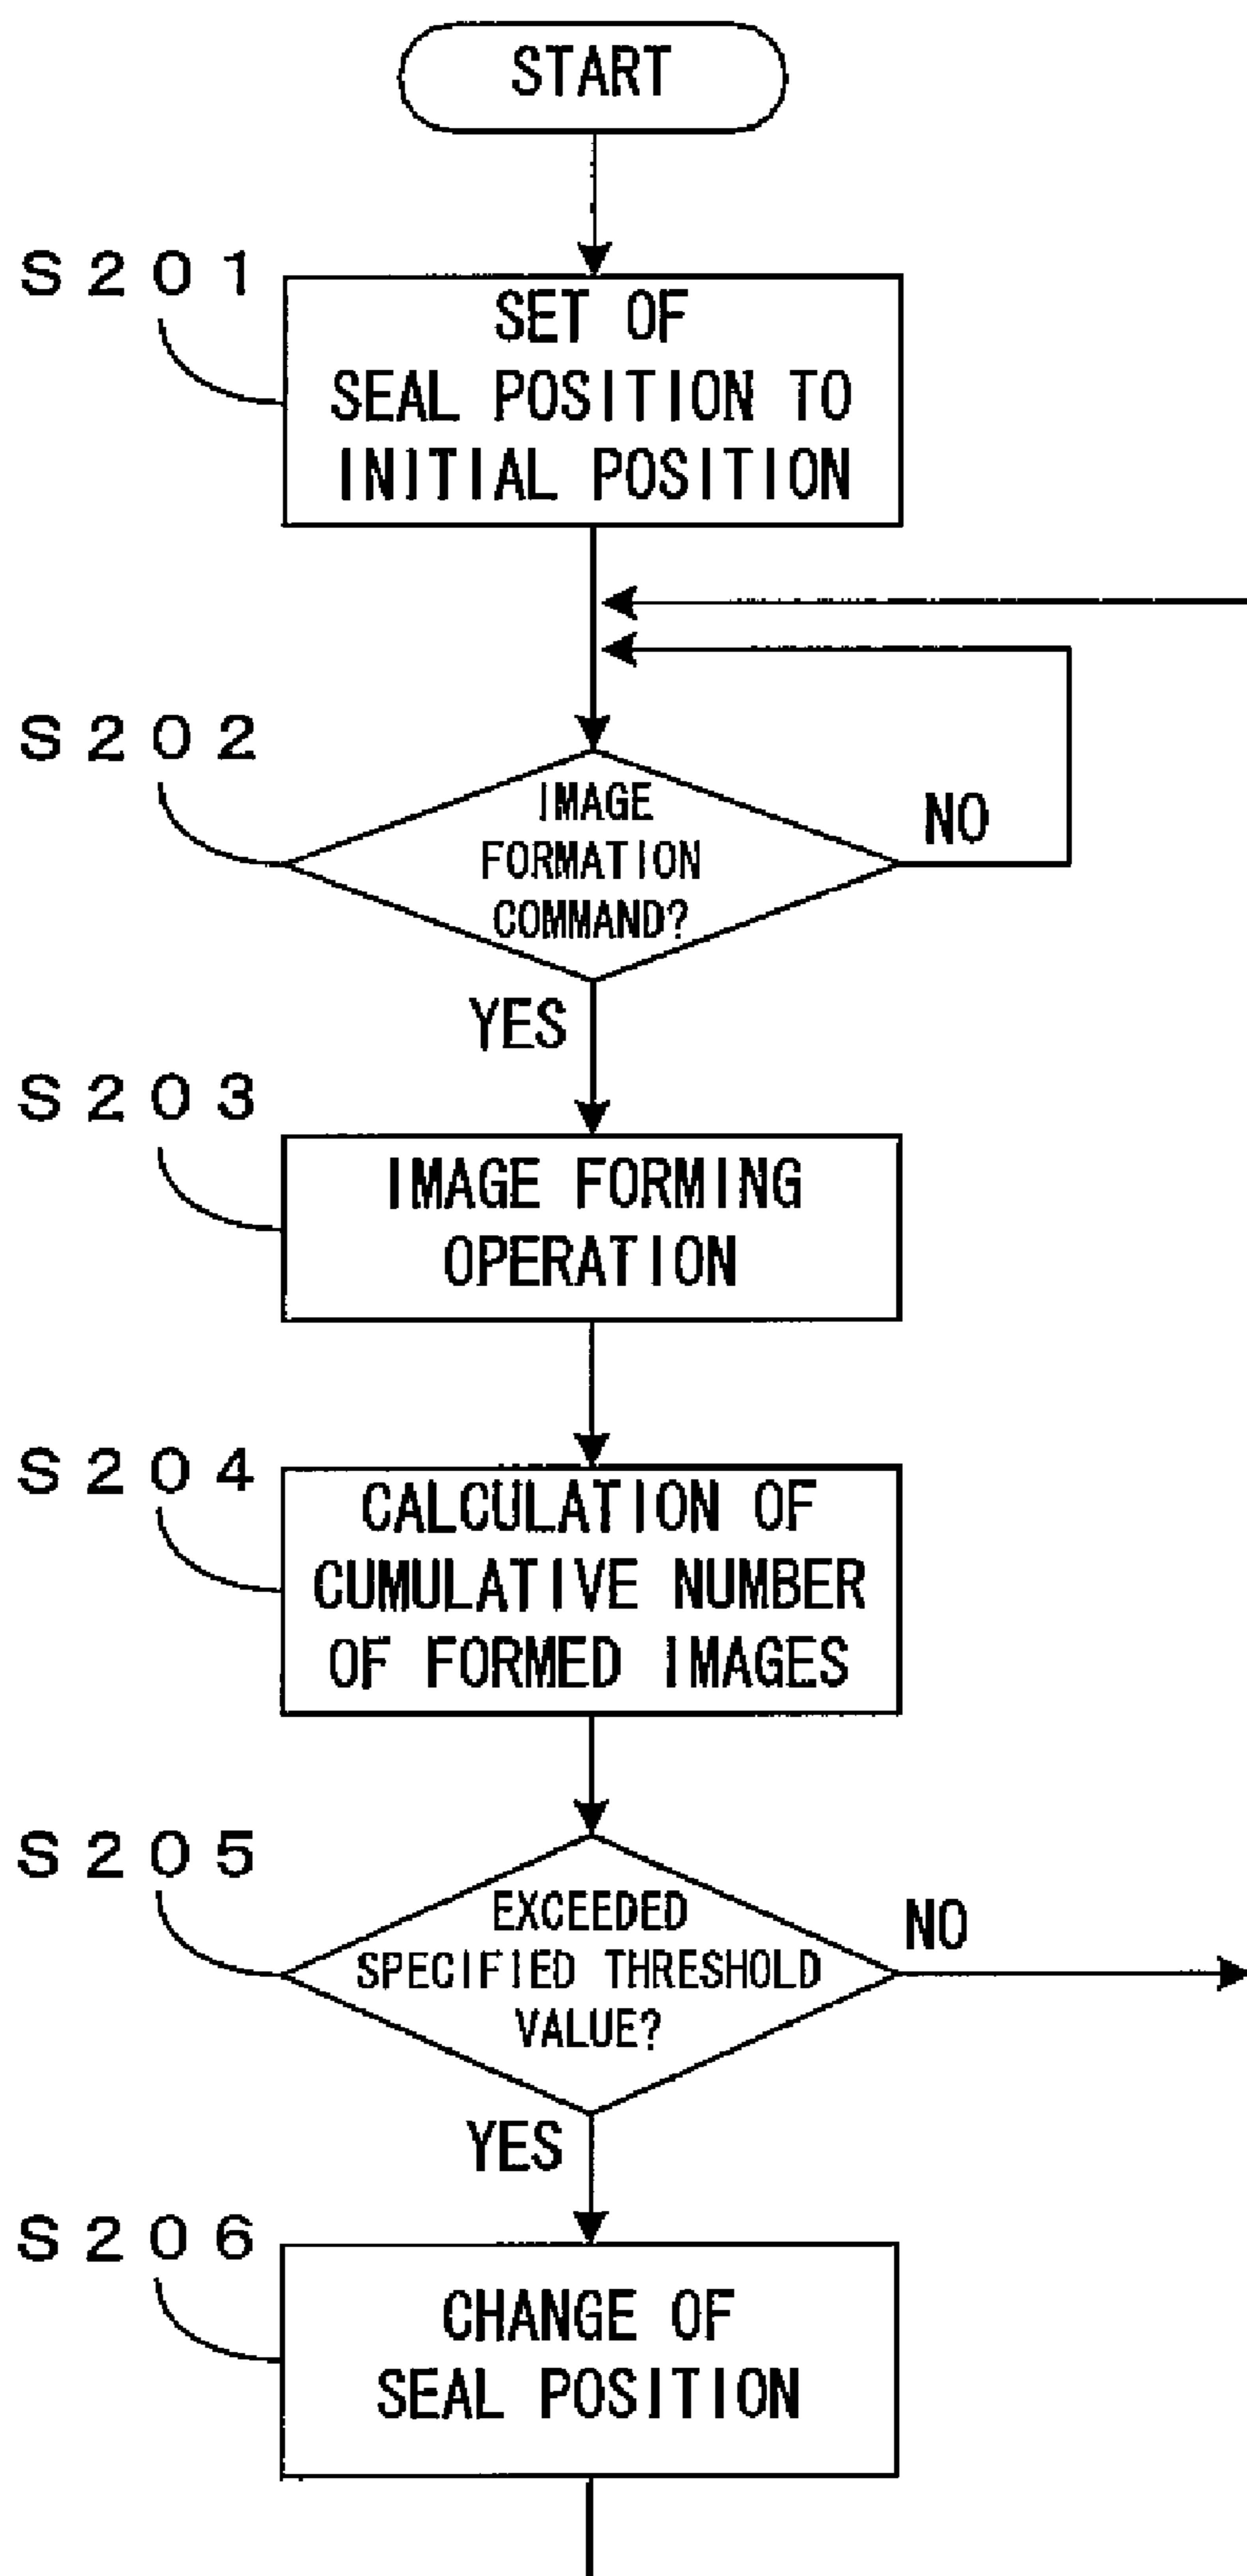 START
S201
SET OF
SEAL POSITION TO
INITIAL POSITION
S202
IMAGE
FORMATION
COMMAND?
NO
YES
S203
IMAGE FORMING
OPERATION
S204
CALCULATION OF
CUMULATIVE NUMBER
OF FORMED IMAGES
S205
EXCEEDED
SPECIFIED THRESHOLD
VALUE?
NO
YES
S206
CHANGE OF
SEAL POSITION